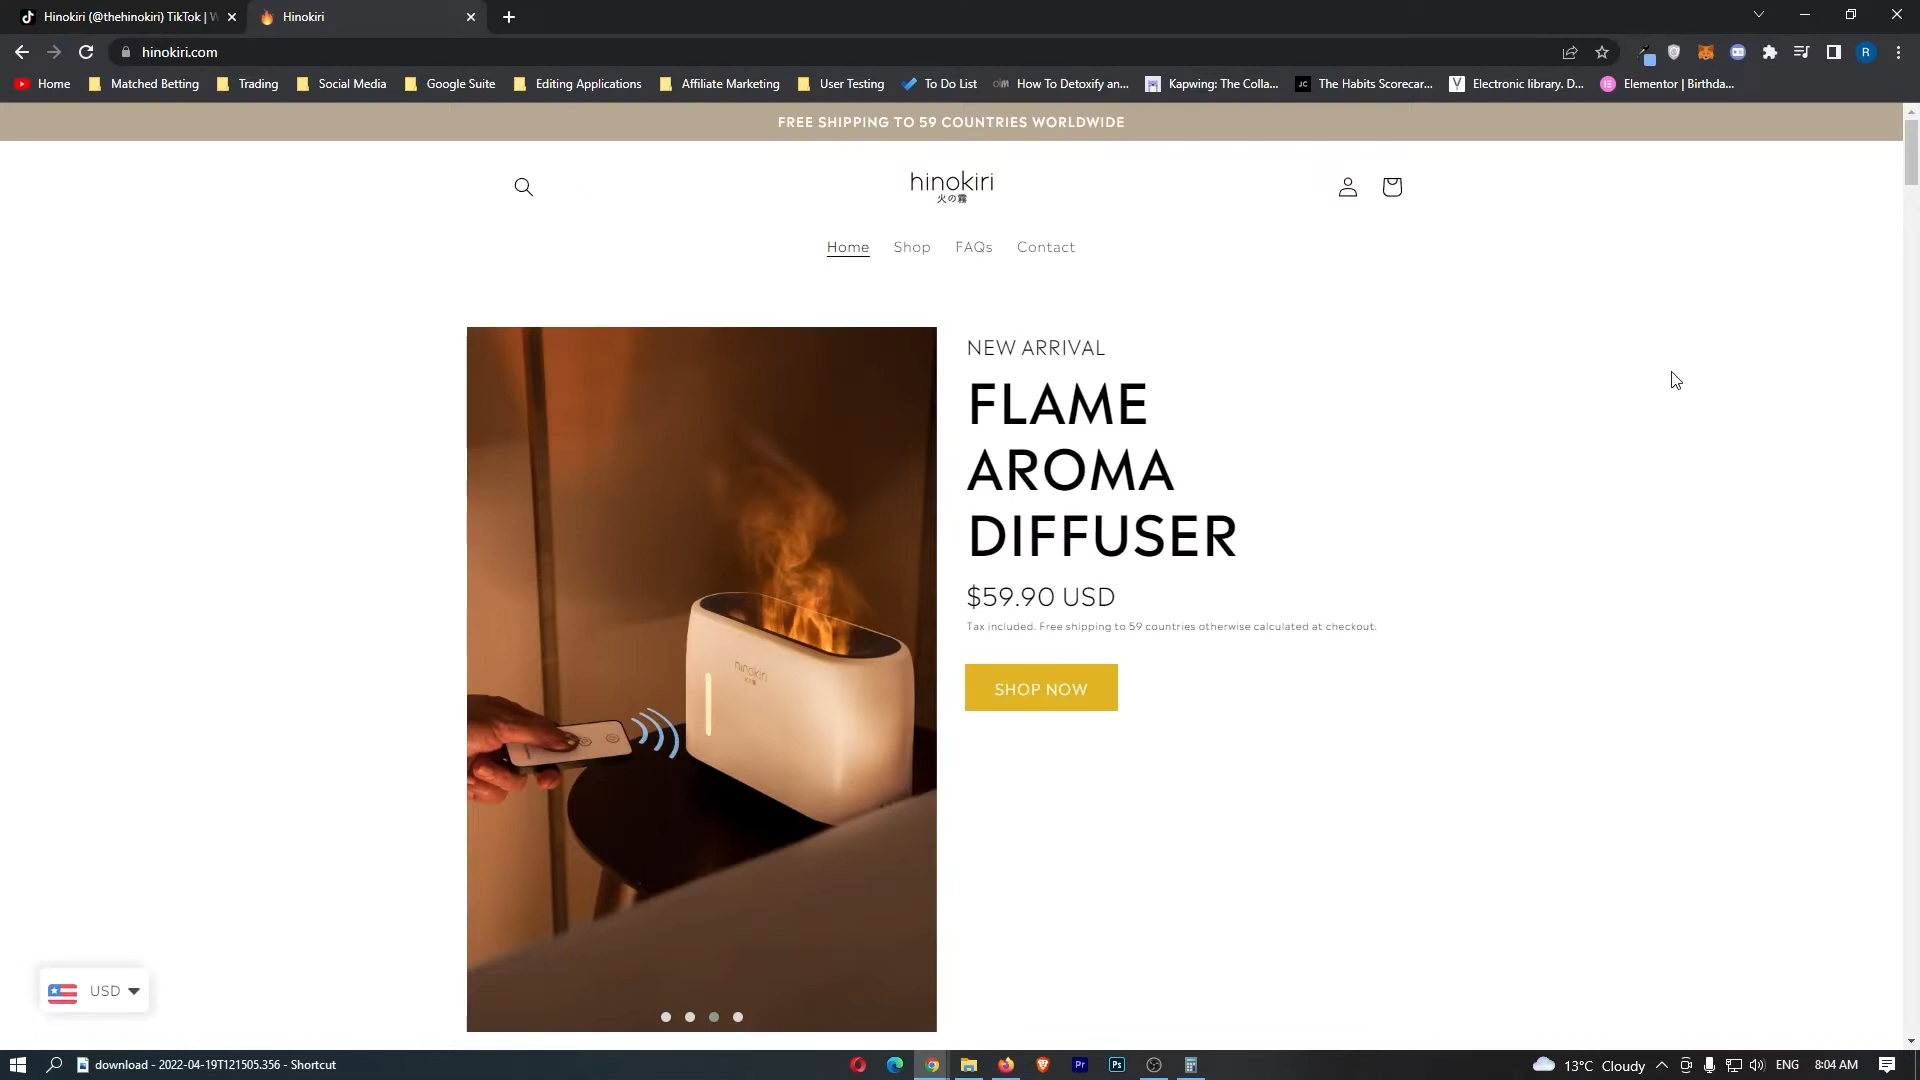 Hinokiri (@thehinokiri) TikTok | W
Hinokiri
hinokiri.com
R
Home
Matched Betting
Trading
Social Media
Google Suite
Editing Applications
Affiliate Marketing
User Testing
To Do List
How To Detoxify an...
Kapwing: The Colla...
JC
The Habits Scorecar...
Electronic library. D...
Elementor | Birthda...
FREE SHIPPING TO 59 COUNTRIES WORLDWIDE
hinokiri
火の霧
Home
Shop
FAQs
Contact
NEW ARRIVAL
FLAME
AROMA
DIFFUSER
$59.90 USD
Tax included. Free shipping to 59 countries otherwise calculated at checkout.
SHOP NOW
hinokiri
USD
download - 2022-04-19T121505.356 - Shortcut
Pr
Ps
13°C Cloudy
ENG
8:04 AM